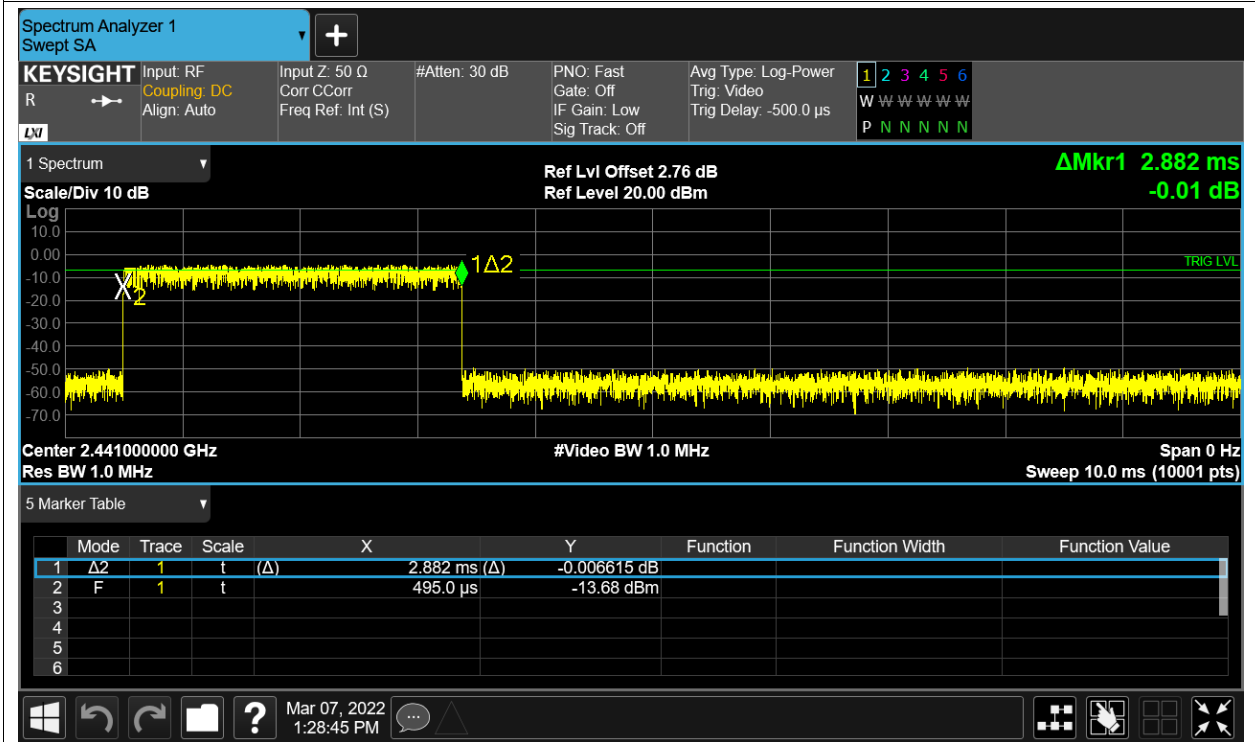 Spectrum Analyzer 1
Swept SA
KEYSIGHT
R
LXI
Input: RF
Coupling: DC
Align: Auto
Input Z: 50 Ω
Corr CCorr
Freq Ref: Int (S)
#Atten: 30 dB
PNO: Fast
Gate: Off
IF Gain: Low
Sig Track: Off
Avg Type: Log-Power
Trig: Video
Trig Delay: -500.0 µs
1 2 3 4 5 6
W W W W W W
P N N N N N
1 Spectrum
Scale/Div 10 dB
Ref Lvl Offset 2.76 dB
Ref Level 20.00 dBm
ΔMkr1 2.882 ms
-0.01 dB
Log
10.0
0.00
-10.0
-20.0
-30.0
-40.0
-50.0
-60.0
-70.0
1Δ2
2
TRIG LVL
Center 2.441000000 GHz
Res BW 1.0 MHz
#Video BW 1.0 MHz
Span 0 Hz
Sweep 10.0 ms (10001 pts)
5 Marker Table
Mode Trace Scale X Y Function Function Width Function Value
1 Δ2 1 t (Δ) 2.882 ms (Δ) -0.006615 dB
2 F 1 t 495.0 µs -13.68 dBm
3
4
5
6
?
Mar 07, 2022
1:28:45 PM